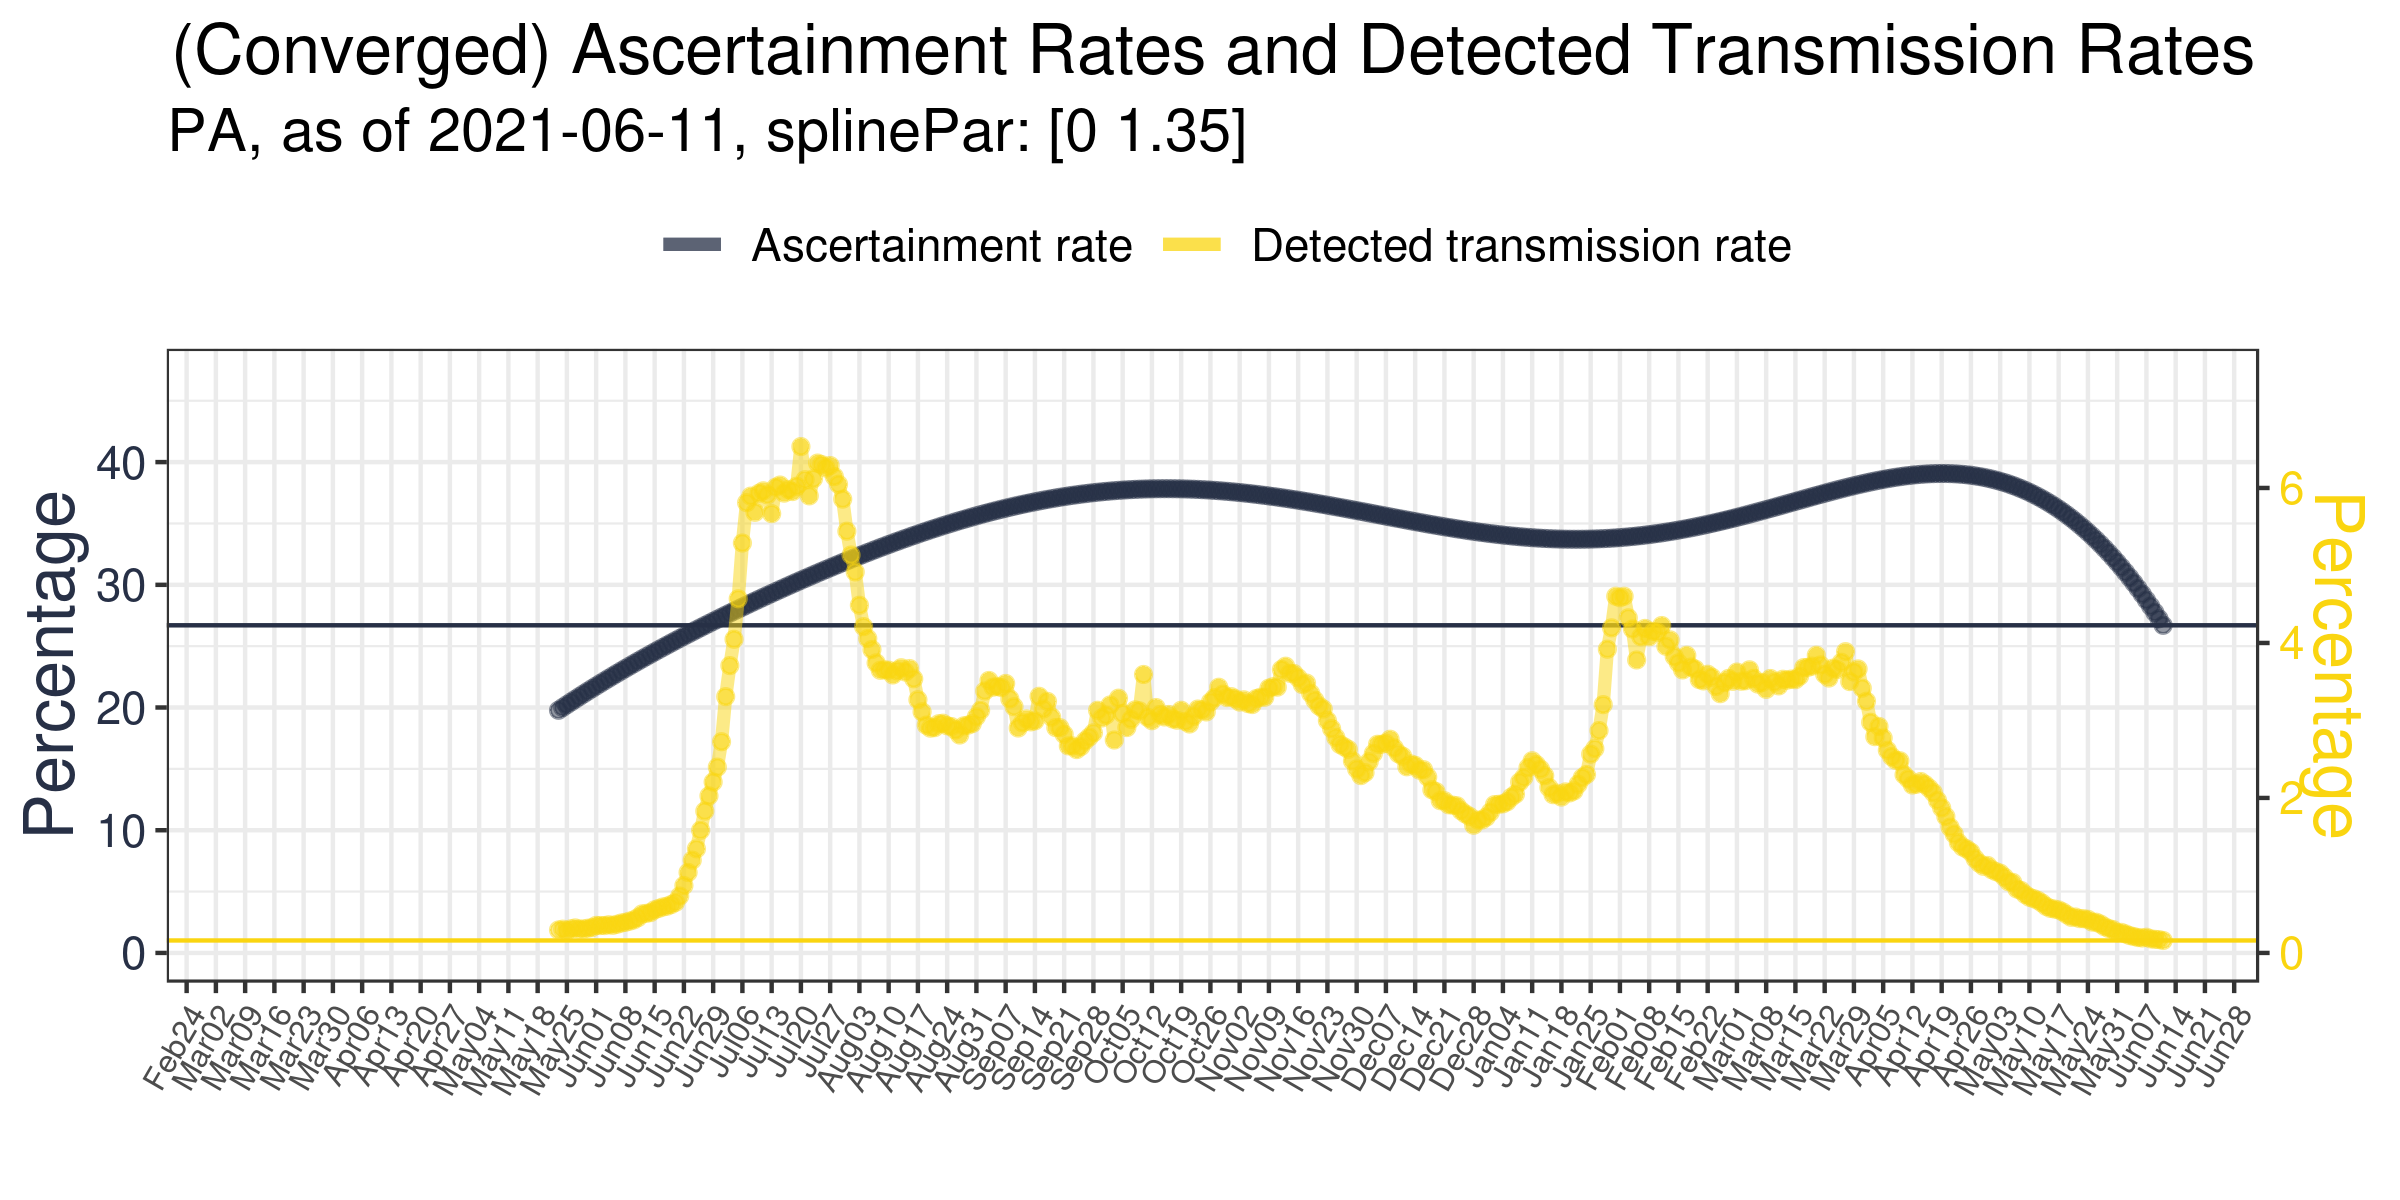 (Converged) Ascertainment Rates and Detected Transmission Rates
PA, as of 2021-06-11, splinePar: [0 1.35]
Ascertainment rate Detected transmission rate
Percentage
40
30
20
10
0
6
4
2
0
Percentage
Feb24 Mar02 Mar09 Mar16 Mar23 Mar30 Apr06 Apr13 Apr20 Apr27 May04 May11 May18 May25 Jun01 Jun08 Jun15 Jun22 Jun29 Jul06 Jul13 Jul20 Jul27 Aug03 Aug10 Aug17 Aug24 Aug31 Sep07 Sep14 Sep21 Sep28 Oct05 Oct12 Oct19 Oct26 Nov02 Nov09 Nov16 Nov23 Nov30 Dec07 Dec14 Dec21 Dec28 Jan04 Jan11 Jan18 Jan25 Feb01 Feb08 Feb15 Feb22 Mar01 Mar08 Mar15 Mar22 Mar29 Apr05 Apr12 Apr19 Apr26 May03 May10 May17 May24 May31 Jun07 Jun14 Jun21 Jun28